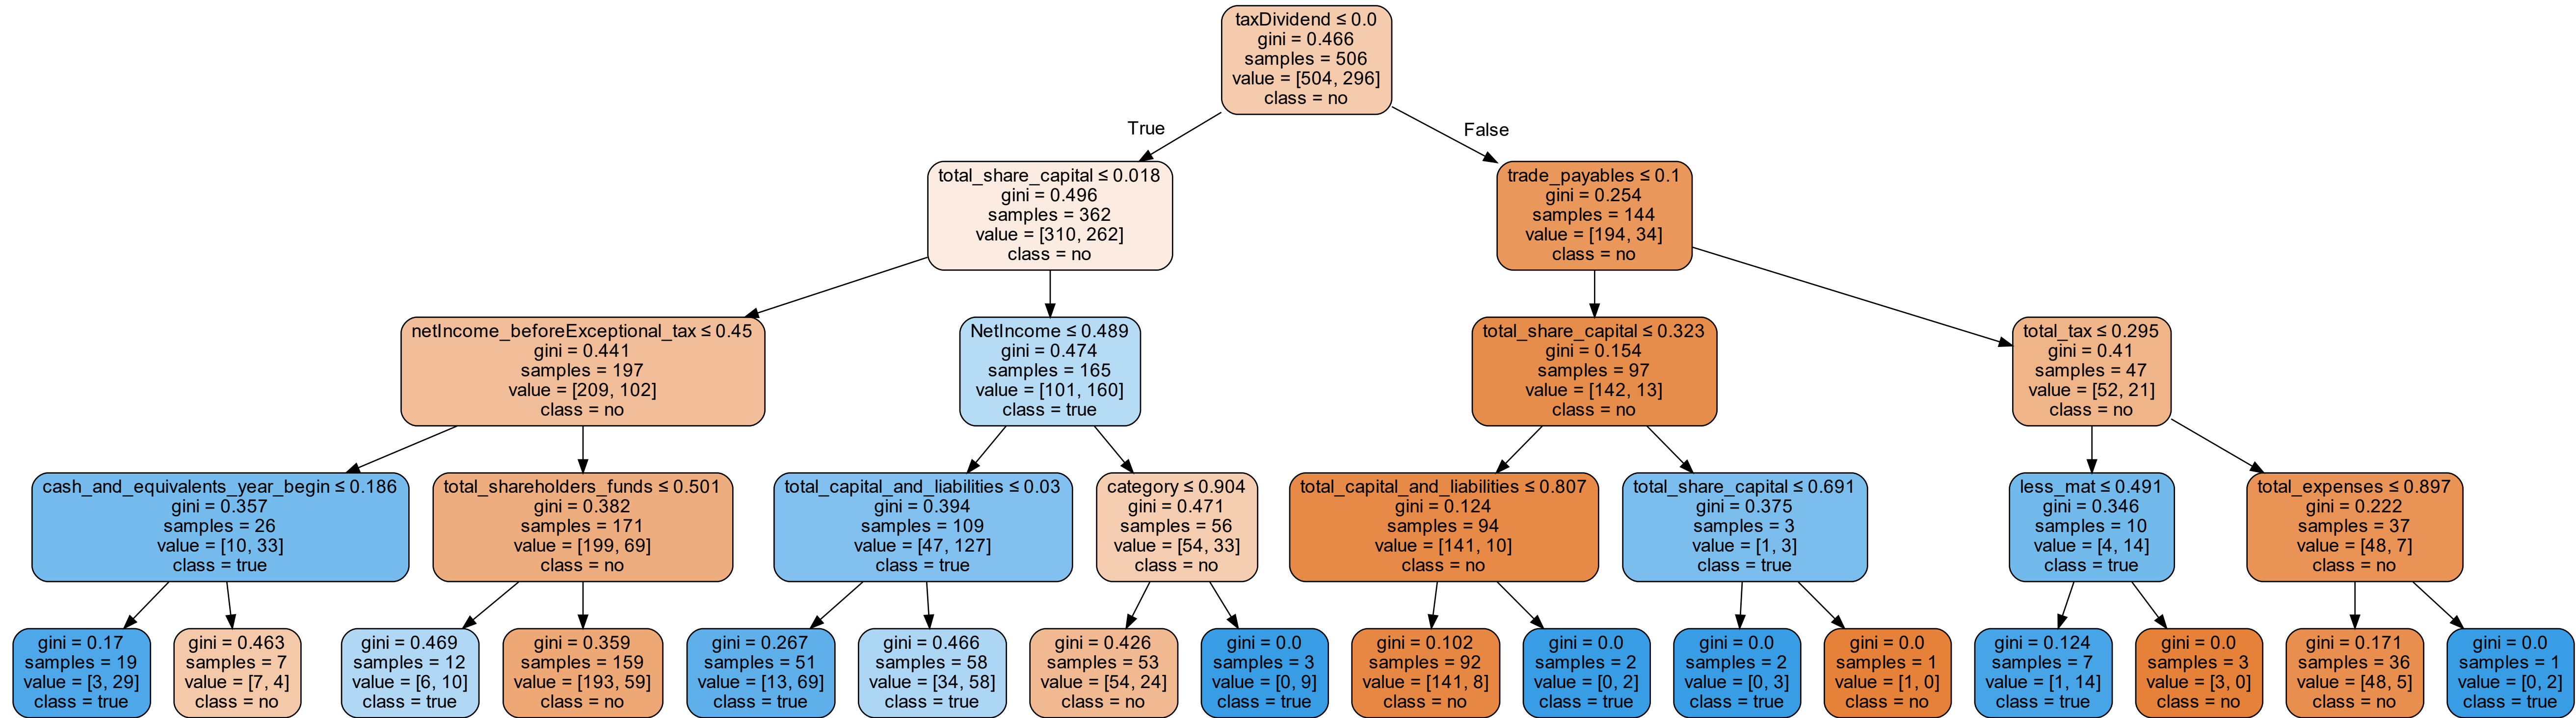 taxDividend ≤ 0.0
gini = 0.466
samples = 506
value = [504, 296]
class = no
True
False
total_share_capital ≤ 0.018
gini = 0.496
samples = 362
value = [310, 262]
class = no
trade_payables ≤ 0.1
gini = 0.254
samples = 144
value = [194, 34]
class = no
netIncome_beforeExceptional_tax ≤ 0.45
gini = 0.441
samples = 197
value = [209, 102]
class = no
NetIncome ≤ 0.489
gini = 0.474
samples = 165
value = [101, 160]
class = true
total_share_capital ≤ 0.323
gini = 0.154
samples = 97
value = [142, 13]
class = no
total_tax ≤ 0.295
gini = 0.41
samples = 47
value = [52, 21]
class = no
cash_and_equivalents_year_begin ≤ 0.186
gini = 0.357
samples = 26
value = [10, 33]
class = true
total_shareholders_funds ≤ 0.501
gini = 0.382
samples = 171
value = [199, 69]
class = no
total_capital_and_liabilities ≤ 0.03
gini = 0.394
samples = 109
value = [47, 127]
class = true
category ≤ 0.904
gini = 0.471
samples = 56
value = [54, 33]
class = no
total_capital_and_liabilities ≤ 0.807
gini = 0.124
samples = 94
value = [141, 10]
class = no
total_share_capital ≤ 0.691
gini = 0.375
samples = 3
value = [1, 3]
class = true
less_mat ≤ 0.491
gini = 0.346
samples = 10
value = [4, 14]
class = true
total_expenses ≤ 0.897
gini = 0.222
samples = 37
value = [48, 7]
class = no
gini = 0.17
samples = 19
value = [3, 29]
class = true
gini = 0.463
samples = 7
value = [7, 4]
class = no
gini = 0.469
samples = 12
value = [6, 10]
class = true
gini = 0.359
samples = 159
value = [193, 59]
class = no
gini = 0.267
samples = 51
value = [13, 69]
class = true
gini = 0.466
samples = 58
value = [34, 58]
class = true
gini = 0.426
samples = 53
value = [54, 24]
class = no
gini = 0.0
samples = 3
value = [0, 9]
class = true
gini = 0.102
samples = 92
value = [141, 8]
class = no
gini = 0.0
samples = 2
value = [0, 2]
class = true
gini = 0.0
samples = 2
value = [0, 3]
class = true
gini = 0.0
samples = 1
value = [1, 0]
class = no
gini = 0.124
samples = 7
value = [1, 14]
class = true
gini = 0.0
samples = 3
value = [3, 0]
class = no
gini = 0.171
samples = 36
value = [48, 5]
class = no
gini = 0.0
samples = 1
value = [0, 2]
class = true